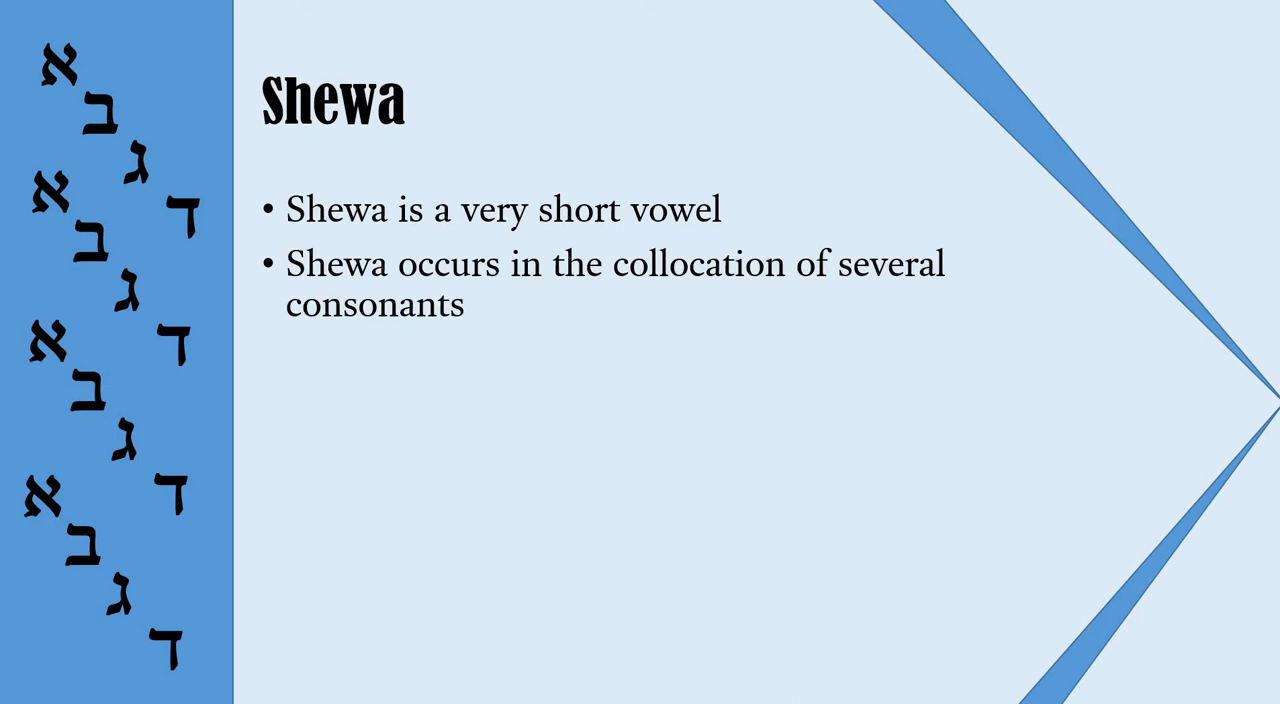 א
ב
ג
ד
א
ב
ג
ד
א
ב
ג
ד
א
ב
ג
ד
Shewa
• Shewa is a very short vowel
• Shewa occurs in the collocation of several
consonants